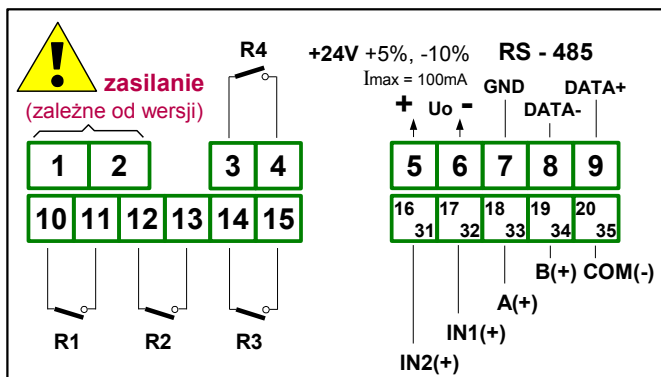 R4
+24V +5%, -10%
RS - 485
zasilanie
(zależne od wersji)
Imax = 100mA
+ Uo -
GND
DATA-
DATA+
1 2 3 4 5 6 7 8 9
10 11 12 13 14 15
16 17 18 19 20
31 32 33 34 35
B(+) COM(-)
A(+)
IN1(+)
IN2(+)
R1 R2 R3
!